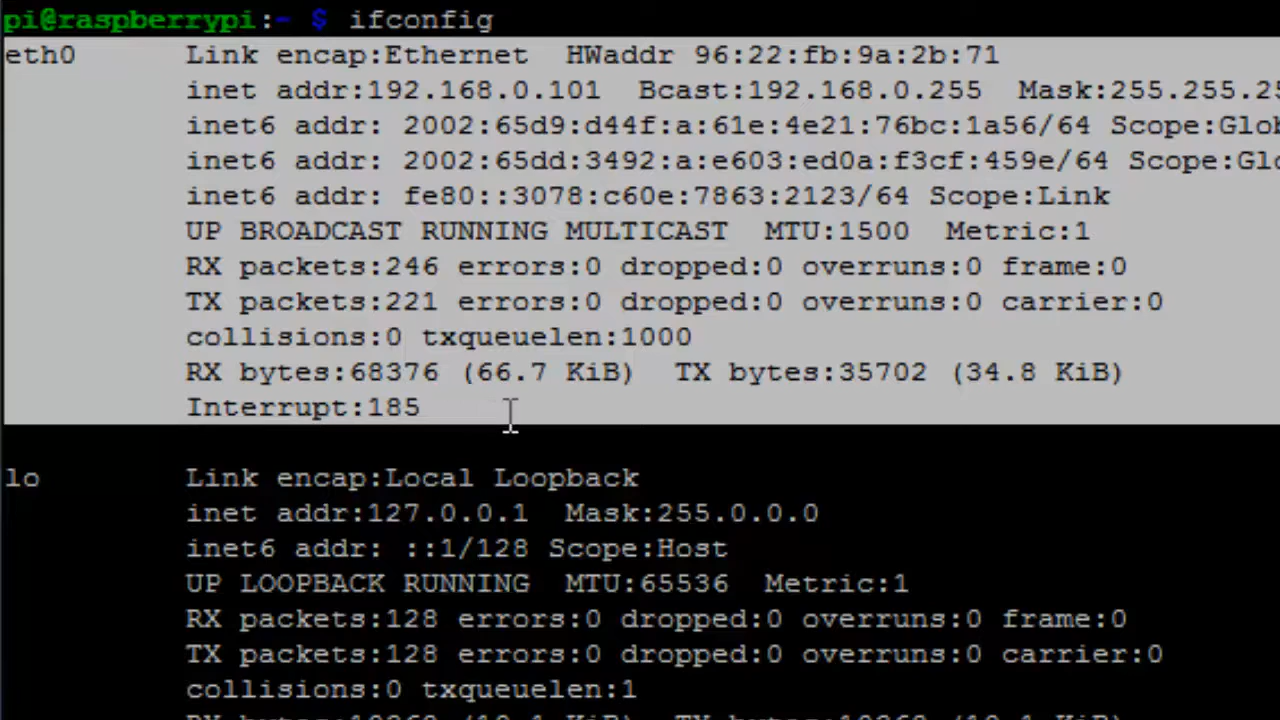 pi@raspberrypi:~ $ ifconfig
eth0 Link encap:Ethernet HWaddr 96:22:fb:9a:2b:71
inet addr:192.168.0.101 Bcast:192.168.0.255 Mask:255.255.25
inet6 addr: 2002:65d9:d44f:a:61e:4e21:76bc:1a56/64 Scope:Glo
inet6 addr: 2002:65dd:3492:a:e603:ed0a:f3cf:459e/64 Scope:Glo
inet6 addr: fe80::3078:c60e:7863:2123/64 Scope:Link
UP BROADCAST RUNNING MULTICAST MTU:1500 Metric:1
RX packets:246 errors:0 dropped:0 overruns:0 frame:0
TX packets:221 errors:0 dropped:0 overruns:0 carrier:0
collisions:0 txqueuelen:1000
RX bytes:68376 (66.7 KiB) TX bytes:35702 (34.8 KiB)
Interrupt:185
lo Link encap:Local Loopback
inet addr:127.0.0.1 Mask:255.0.0.0
inet6 addr: ::1/128 Scope:Host
UP LOOPBACK RUNNING MTU:65536 Metric:1
RX packets:128 errors:0 dropped:0 overruns:0 frame:0
TX packets:128 errors:0 dropped:0 overruns:0 carrier:0
collisions:0 txqueuelen:1